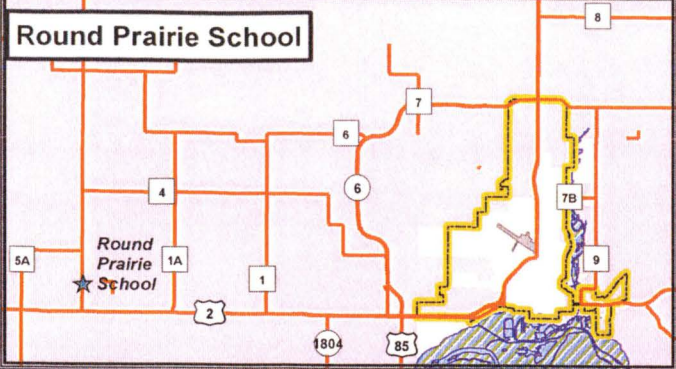 Round Prairie School
8
7
6
6
4
7B
5A
Round
Prairie
School
1A
1
9
2
1804
85